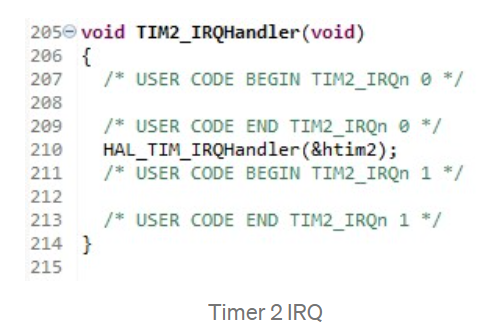 205 void TIM2_IRQHandler(void)
206 {
207 /* USER CODE BEGIN TIM2_IRQn 0 */
208
209 /* USER CODE END TIM2_IRQn 0 */
210 HAL_TIM_IRQHandler(&htim2);
211 /* USER CODE BEGIN TIM2_IRQn 1 */
212
213 /* USER CODE END TIM2_IRQn 1 */
214 }
215
Timer 2 IRQ